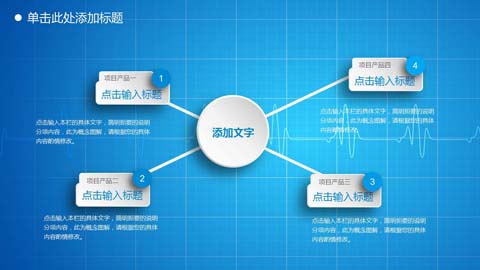 单击此处添加标题
项目产品一
1
点击输入标题
点击输入本栏的具体文字，简明扼要的说明
分项内容，此为概念图解，请根据您的具体
内容酌情修改。
项目产品四
4
点击输入标题
点击输入本栏的具体文字，简明扼要的说明
分项内容，此为概念图解，请根据您的具体
内容酌情修改。
添加文字
项目产品二
2
点击输入标题
点击输入本栏的具体文字，简明扼要的说明
分项内容，此为概念图解，请根据您的具体
内容酌情修改。
项目产品三
3
点击输入标题
点击输入本栏的具体文字，简明扼要的说明
分项内容，此为概念图解，请根据您的具体
内容酌情修改。